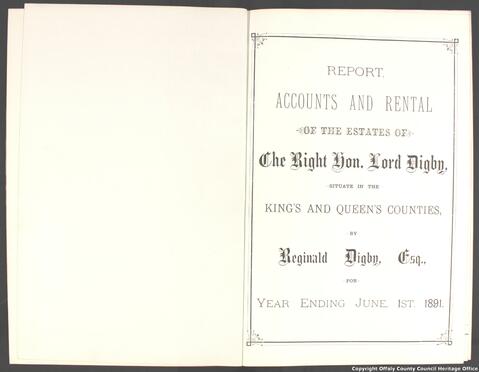 REPORT,
ACCOUNTS AND RENTAL
OF THE ESTATES OF
The Right Hon. Lord Digby,
SITUATE IN THE
KING'S AND QUEEN'S COUNTIES,
BY
Reginald Digby, Esq.,
FOR
YEAR ENDING JUNE 1ST. 1891.
Copyright Offaly County Council Heritage Office